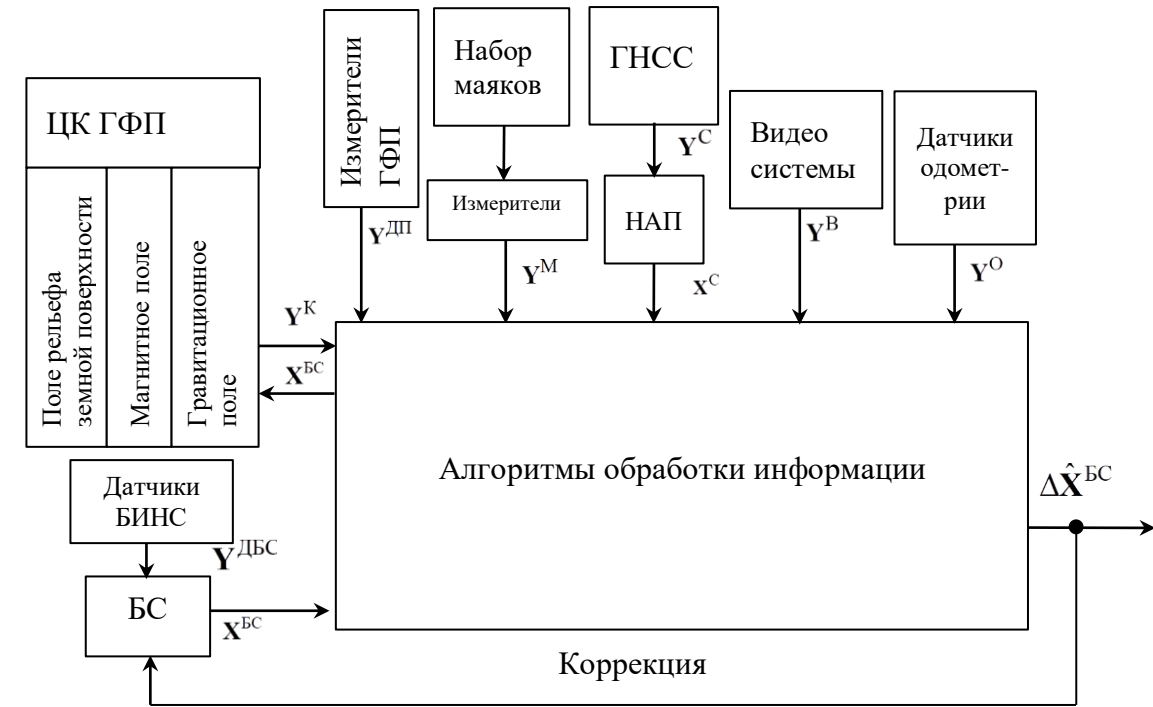 ЦК ГФП
Поле рельефа
земной поверхности
Магнитное поле
Гравитационное
поле
Измерители
ГФП
Y^ДП
Набор
маяков
Измерители
Y^М
ГНСС
Y^С
НАП
X^С
Видео
системы
Y^В
Датчики
одомет-
рии
Y^О
Y^К
X^БС
Алгоритмы обработки информации
ΔX̂^БС
Датчики
БИНС
Y^ДБС
БС
X^БС
Коррекция